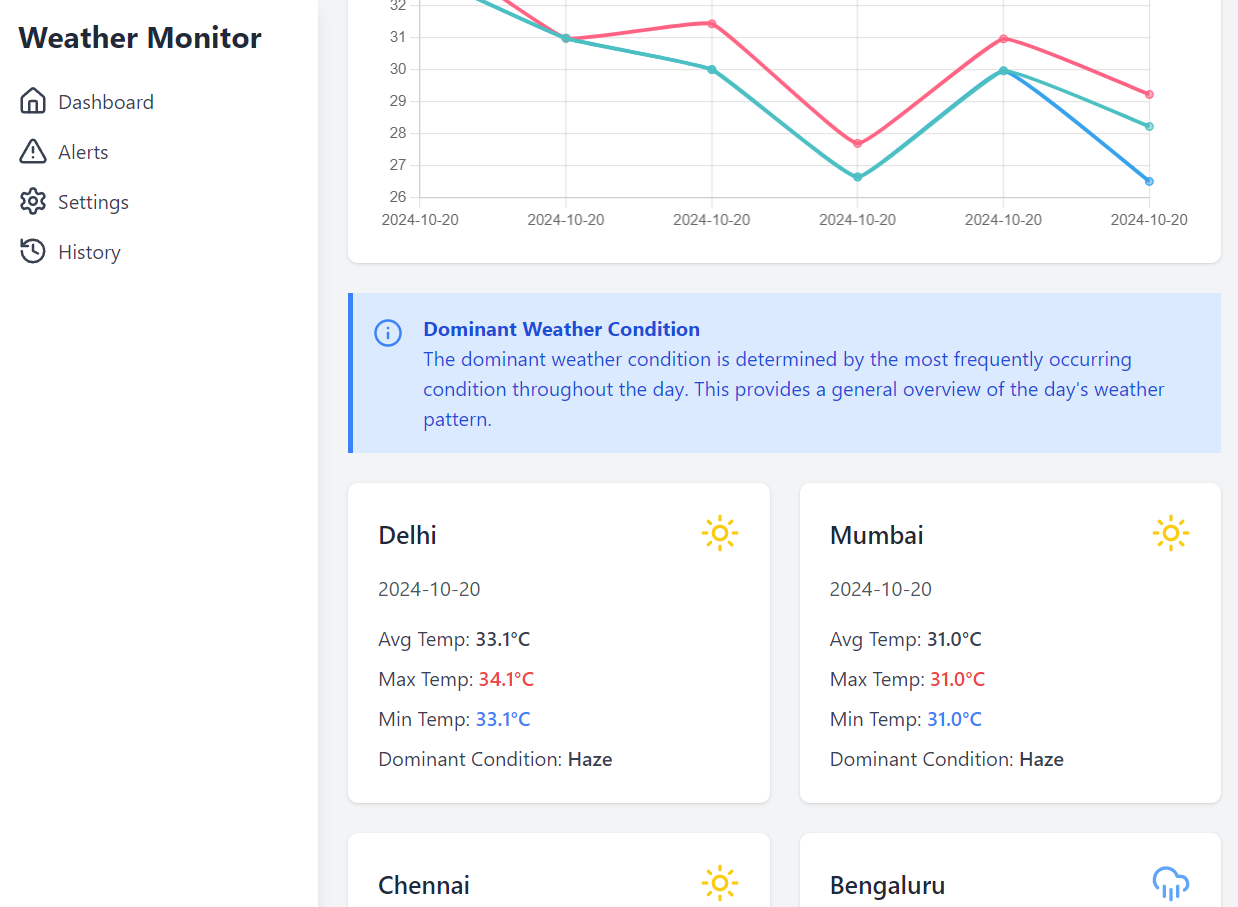 Weather Monitor
Dashboard
Alerts
Settings
History
32
31
30
29
28
27
26
2024-10-20 2024-10-20 2024-10-20 2024-10-20 2024-10-20 2024-10-20
Dominant Weather Condition
The dominant weather condition is determined by the most frequently occurring
condition throughout the day. This provides a general overview of the day's weather
pattern.
Delhi
2024-10-20
Avg Temp: 33.1°C
Max Temp: 34.1°C
Min Temp: 33.1°C
Dominant Condition: Haze
Mumbai
2024-10-20
Avg Temp: 31.0°C
Max Temp: 31.0°C
Min Temp: 31.0°C
Dominant Condition: Haze
Chennai
Bengaluru